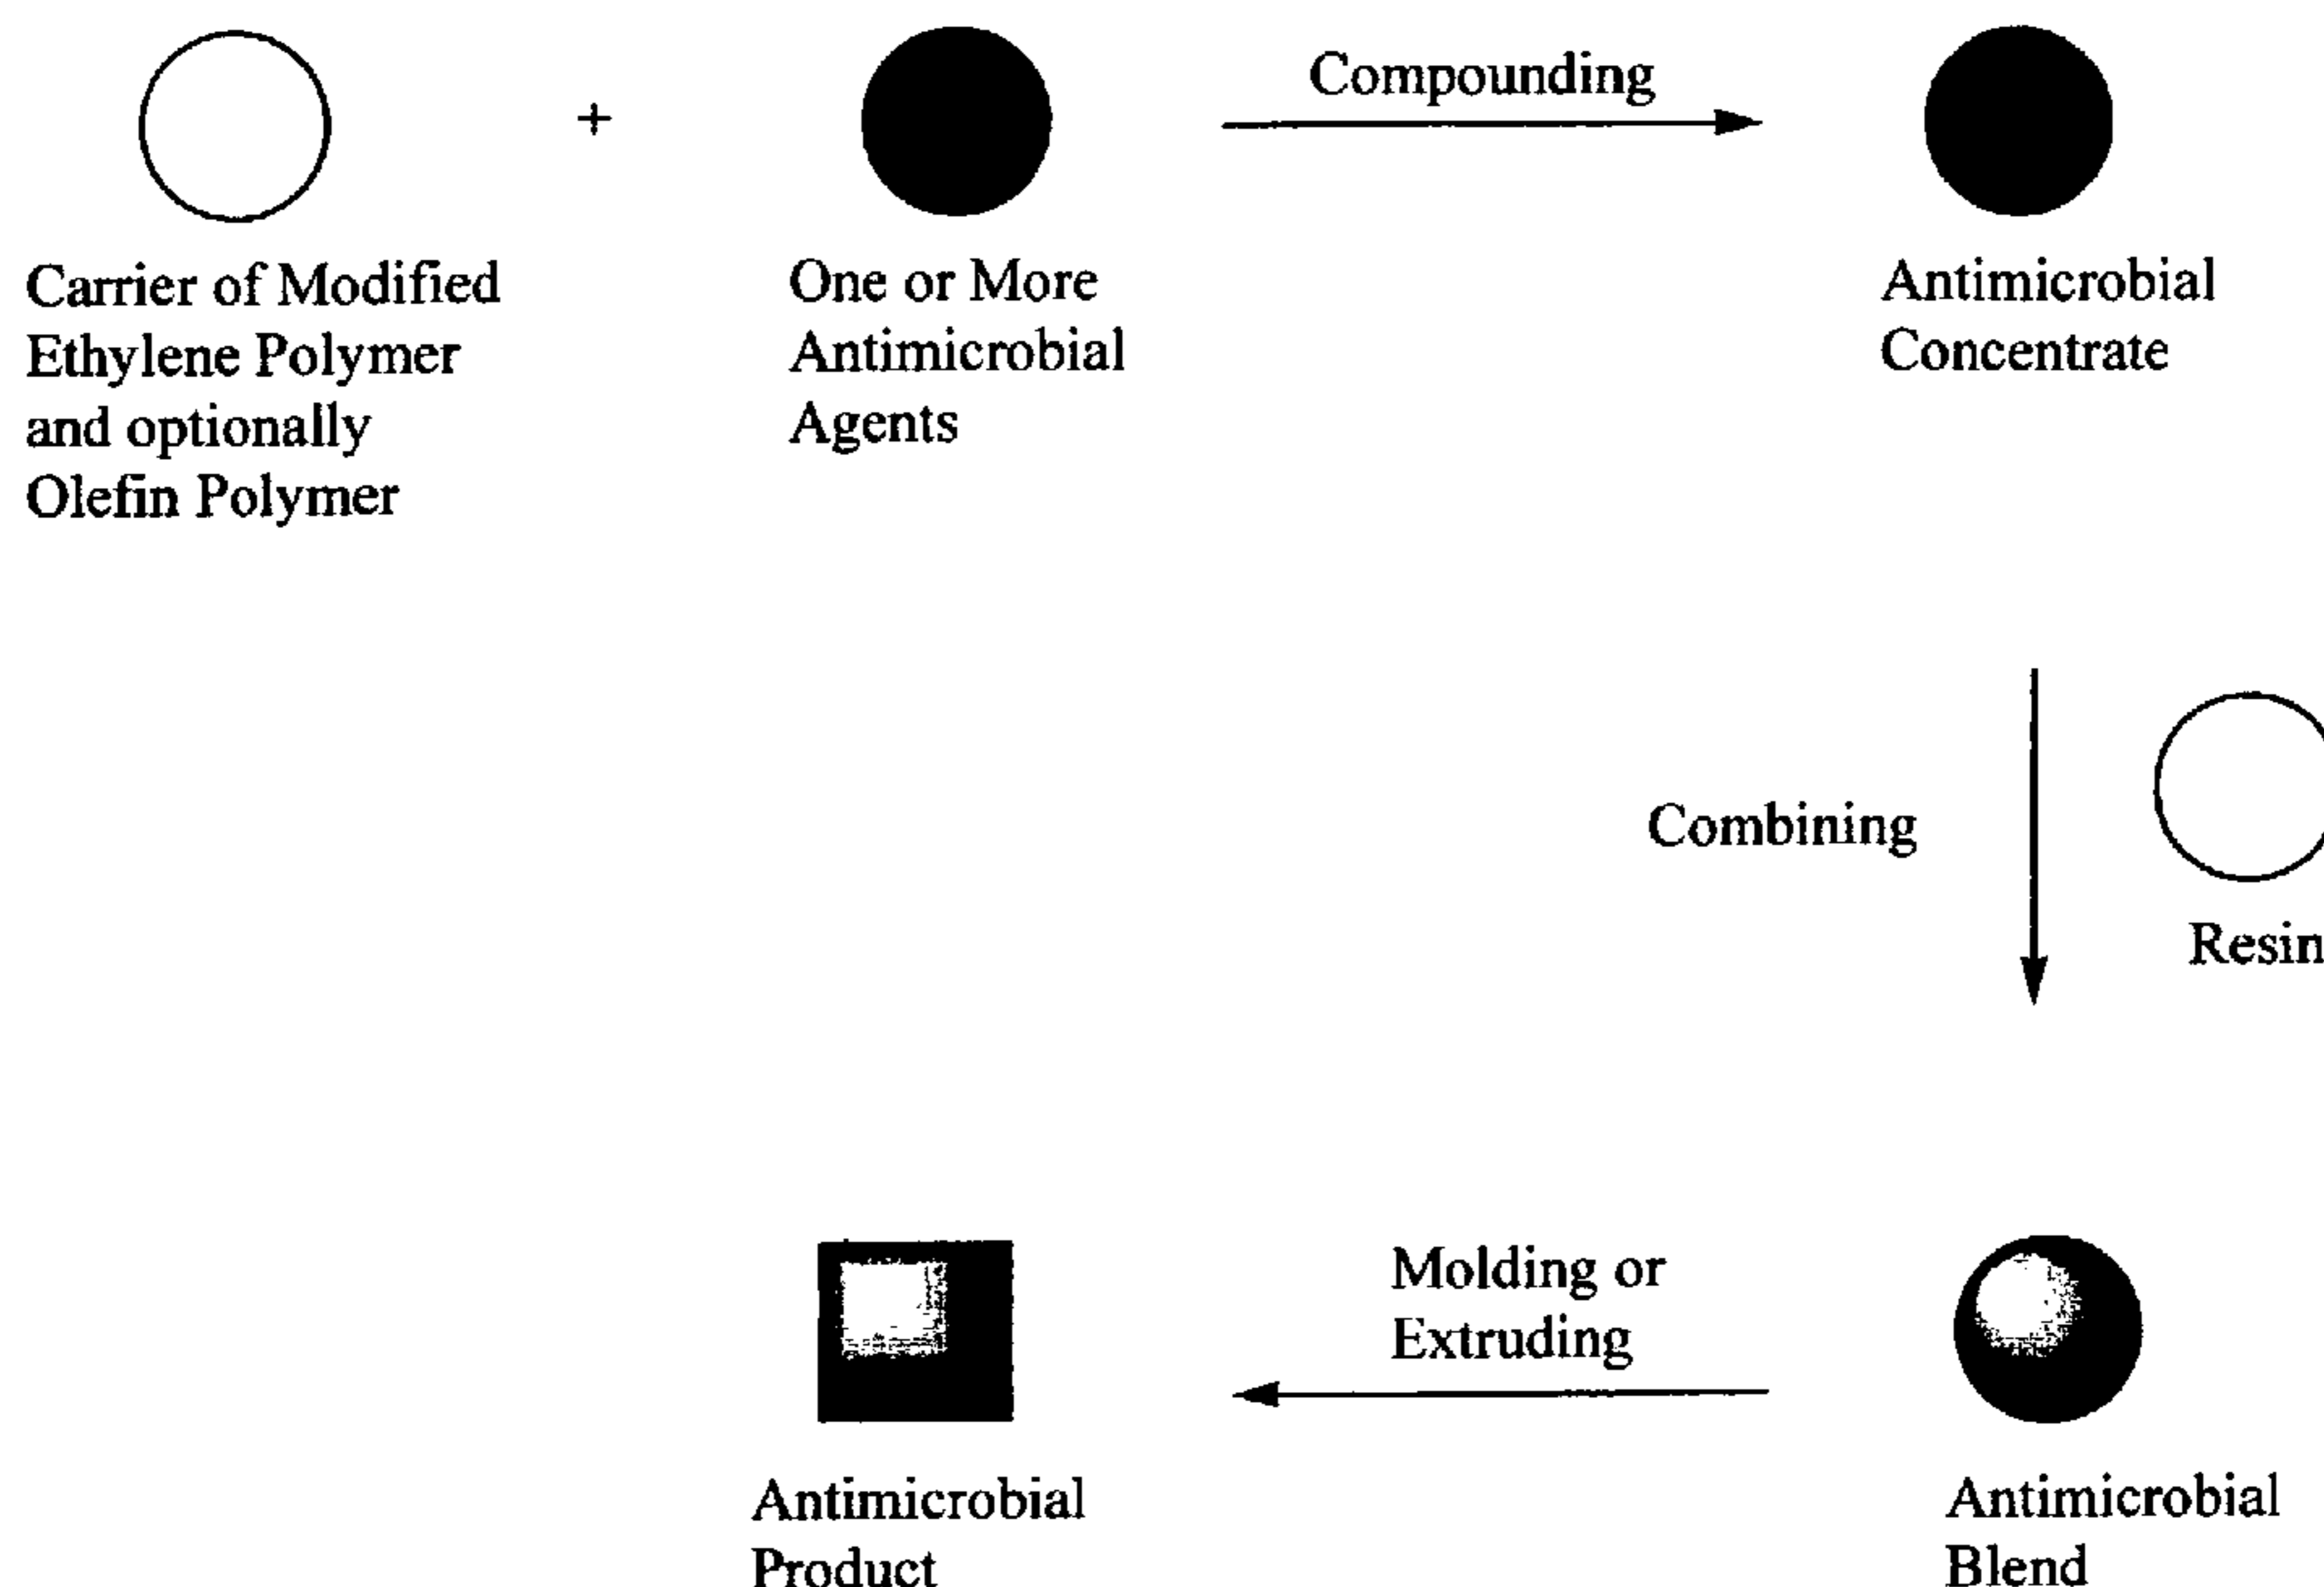 +
Compounding
Carrier of Modified
Ethylene Polymer
and optionally
Olefin Polymer
One or More
Antimicrobial
Agents
Antimicrobial
Concentrate
Combining
Resin
Molding or
Extruding
Antimicrobial
Product
Antimicrobial
Blend